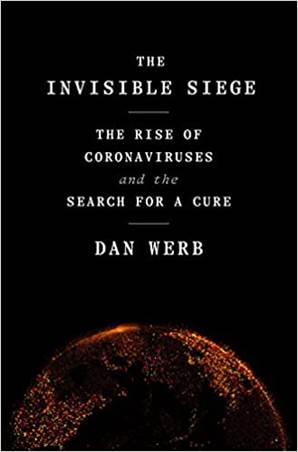 THE
INVISIBLE SIEGE
THE RISE OF
CORONAVIRUSES
and the
SEARCH FOR A CURE
DAN WERB